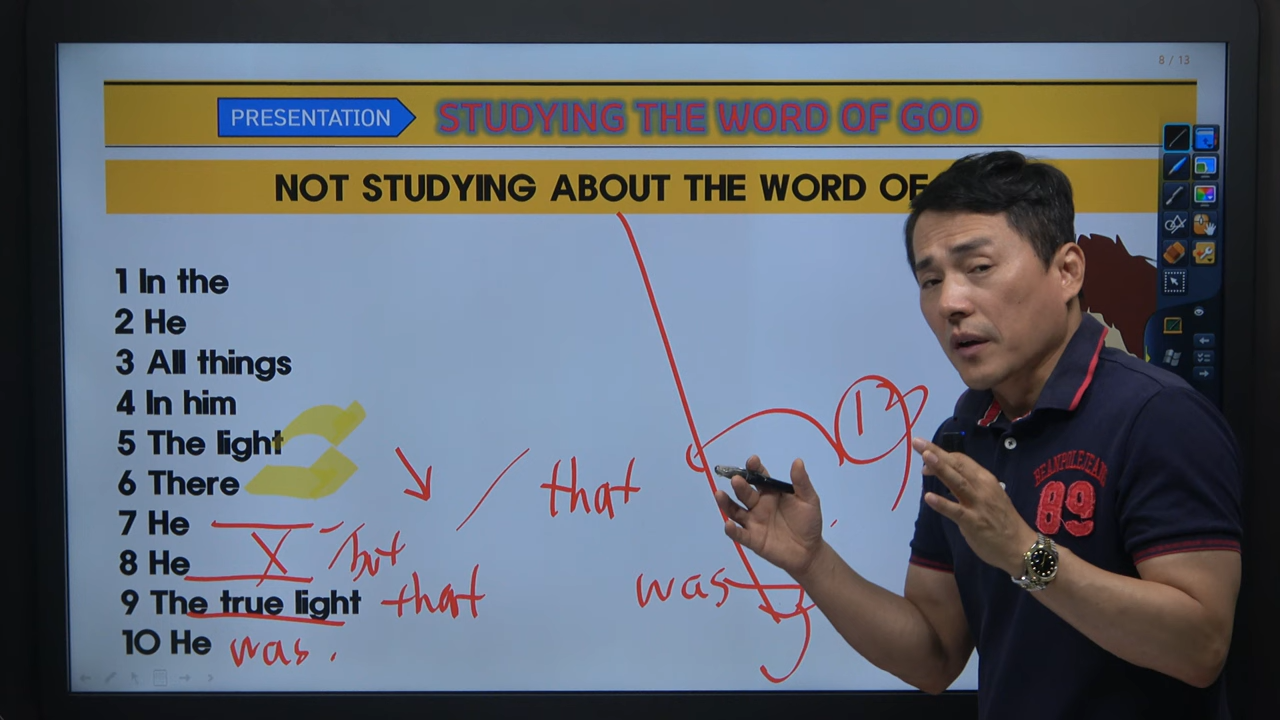 8 / 13
PRESENTATION STUDYING THE WORD OF GOD
NOT STUDYING ABOUT THE WORD OF
1 In the
2 He
3 All things
4 In him
5 The light
6 There
7 He
8 He X but
9 The true light that
10 He was.
that
was
12
BEANPOLEJEANS
89